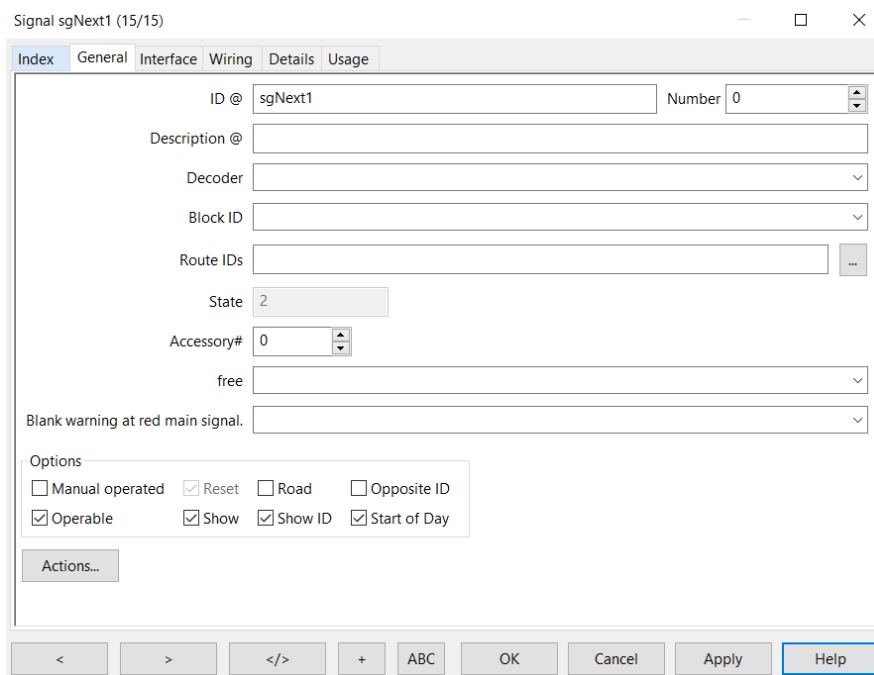 Signal sgNext1 (15/15)
Index General Interface Wiring Details Usage
ID @ sgNext1 Number 0
Description @
Decoder
Block ID
Route IDs ...
State 2
Accessory# 0
free
Blank warning at red main signal.
Options
Manual operated Reset Road Opposite ID
Operable Show Show ID Start of Day
Actions...
< > </> + ABC OK Cancel Apply Help